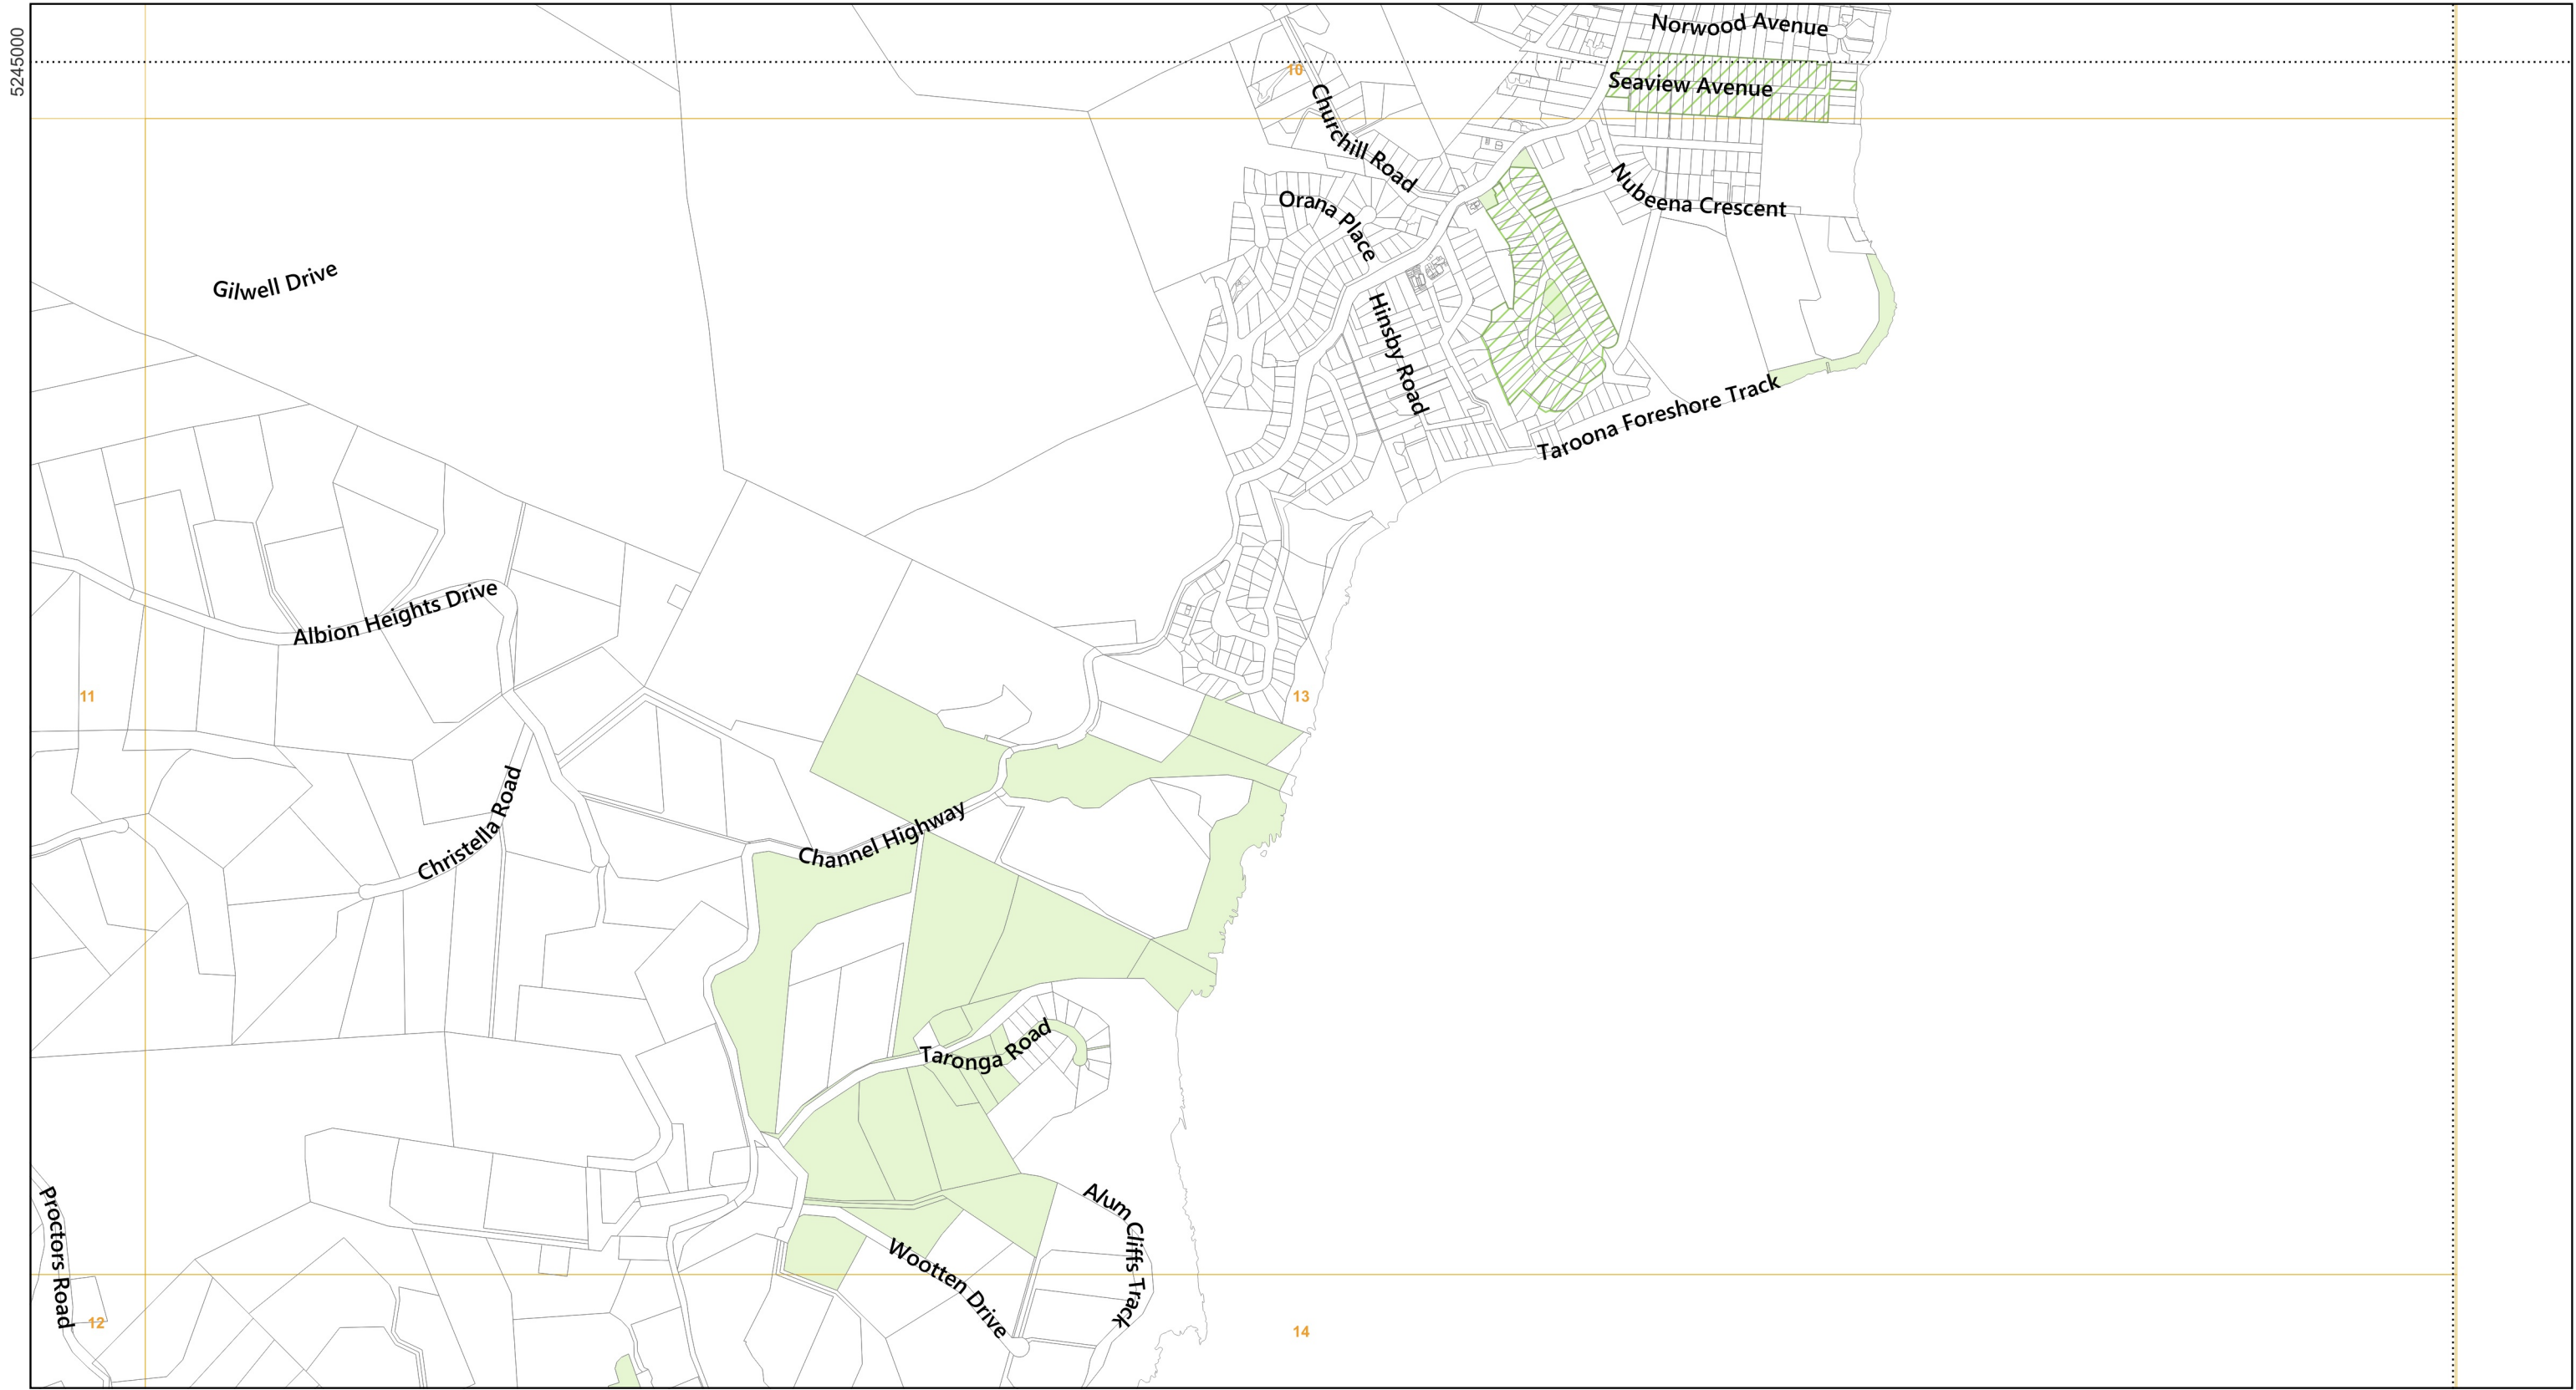 Norwood Avenue
5245000
10
Seaview Avenue
Churchill Road
Nubeena Crescent
Orana Place
Gilwell Drive
Hinsby Road
Taroona Foreshore Track
Albion Heights Drive
11
13
Christella Road
Channel Highway
Taronga Road
Alum Cliffs Track
Proctors Road
Wootten Drive
12
14